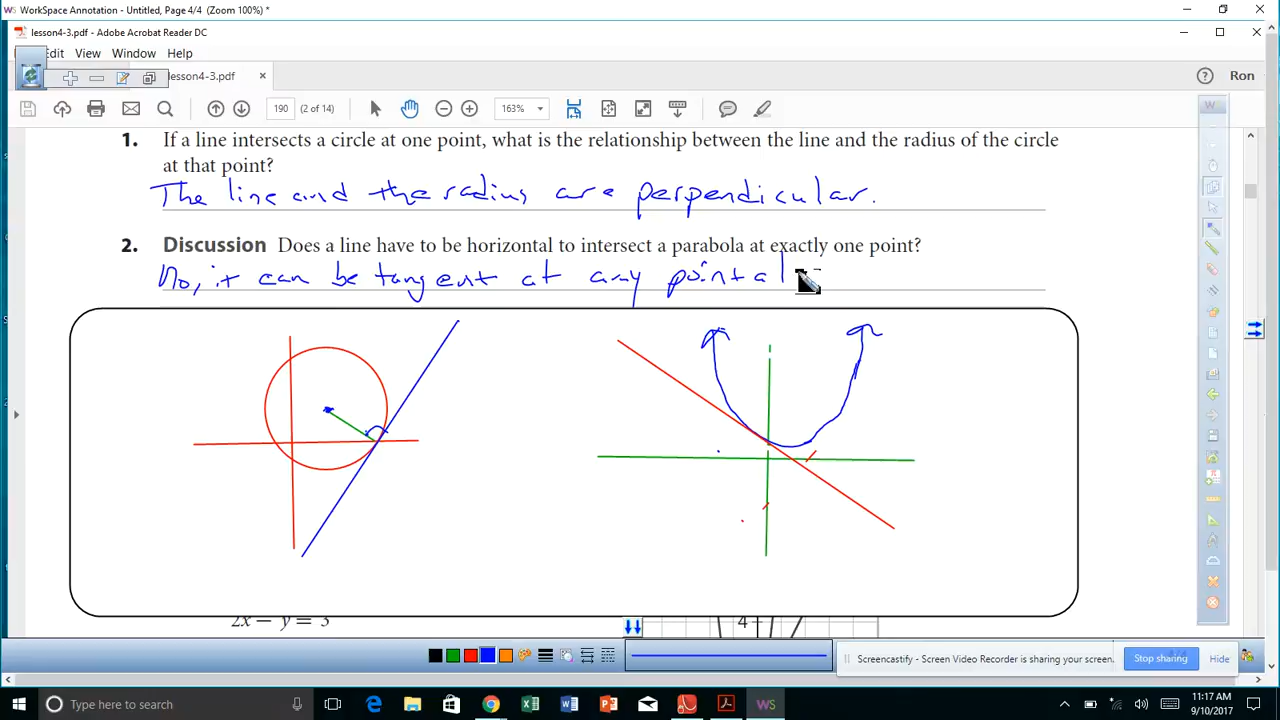 WorkSpace Annotation - Untitled, Page 4/4 (Zoom 100%) *
lesson4-3.pdf - Adobe Acrobat Reader DC
Edit View Window Help
lesson4-3.pdf ×
Ron
190 (2 of 14) 163%
1. If a line intersects a circle at one point, what is the relationship between the line and the radius of the circle
at that point?
The line and the radius are perpendicular.
2. Discussion Does a line have to be horizontal to intersect a parabola at exactly one point?
No, it can be tangent at any point al
2x − y = 3
4
Screencastify - Screen Video Recorder is sharing your screen. Stop sharing Hide
Type here to search
11:17 AM
9/10/2017